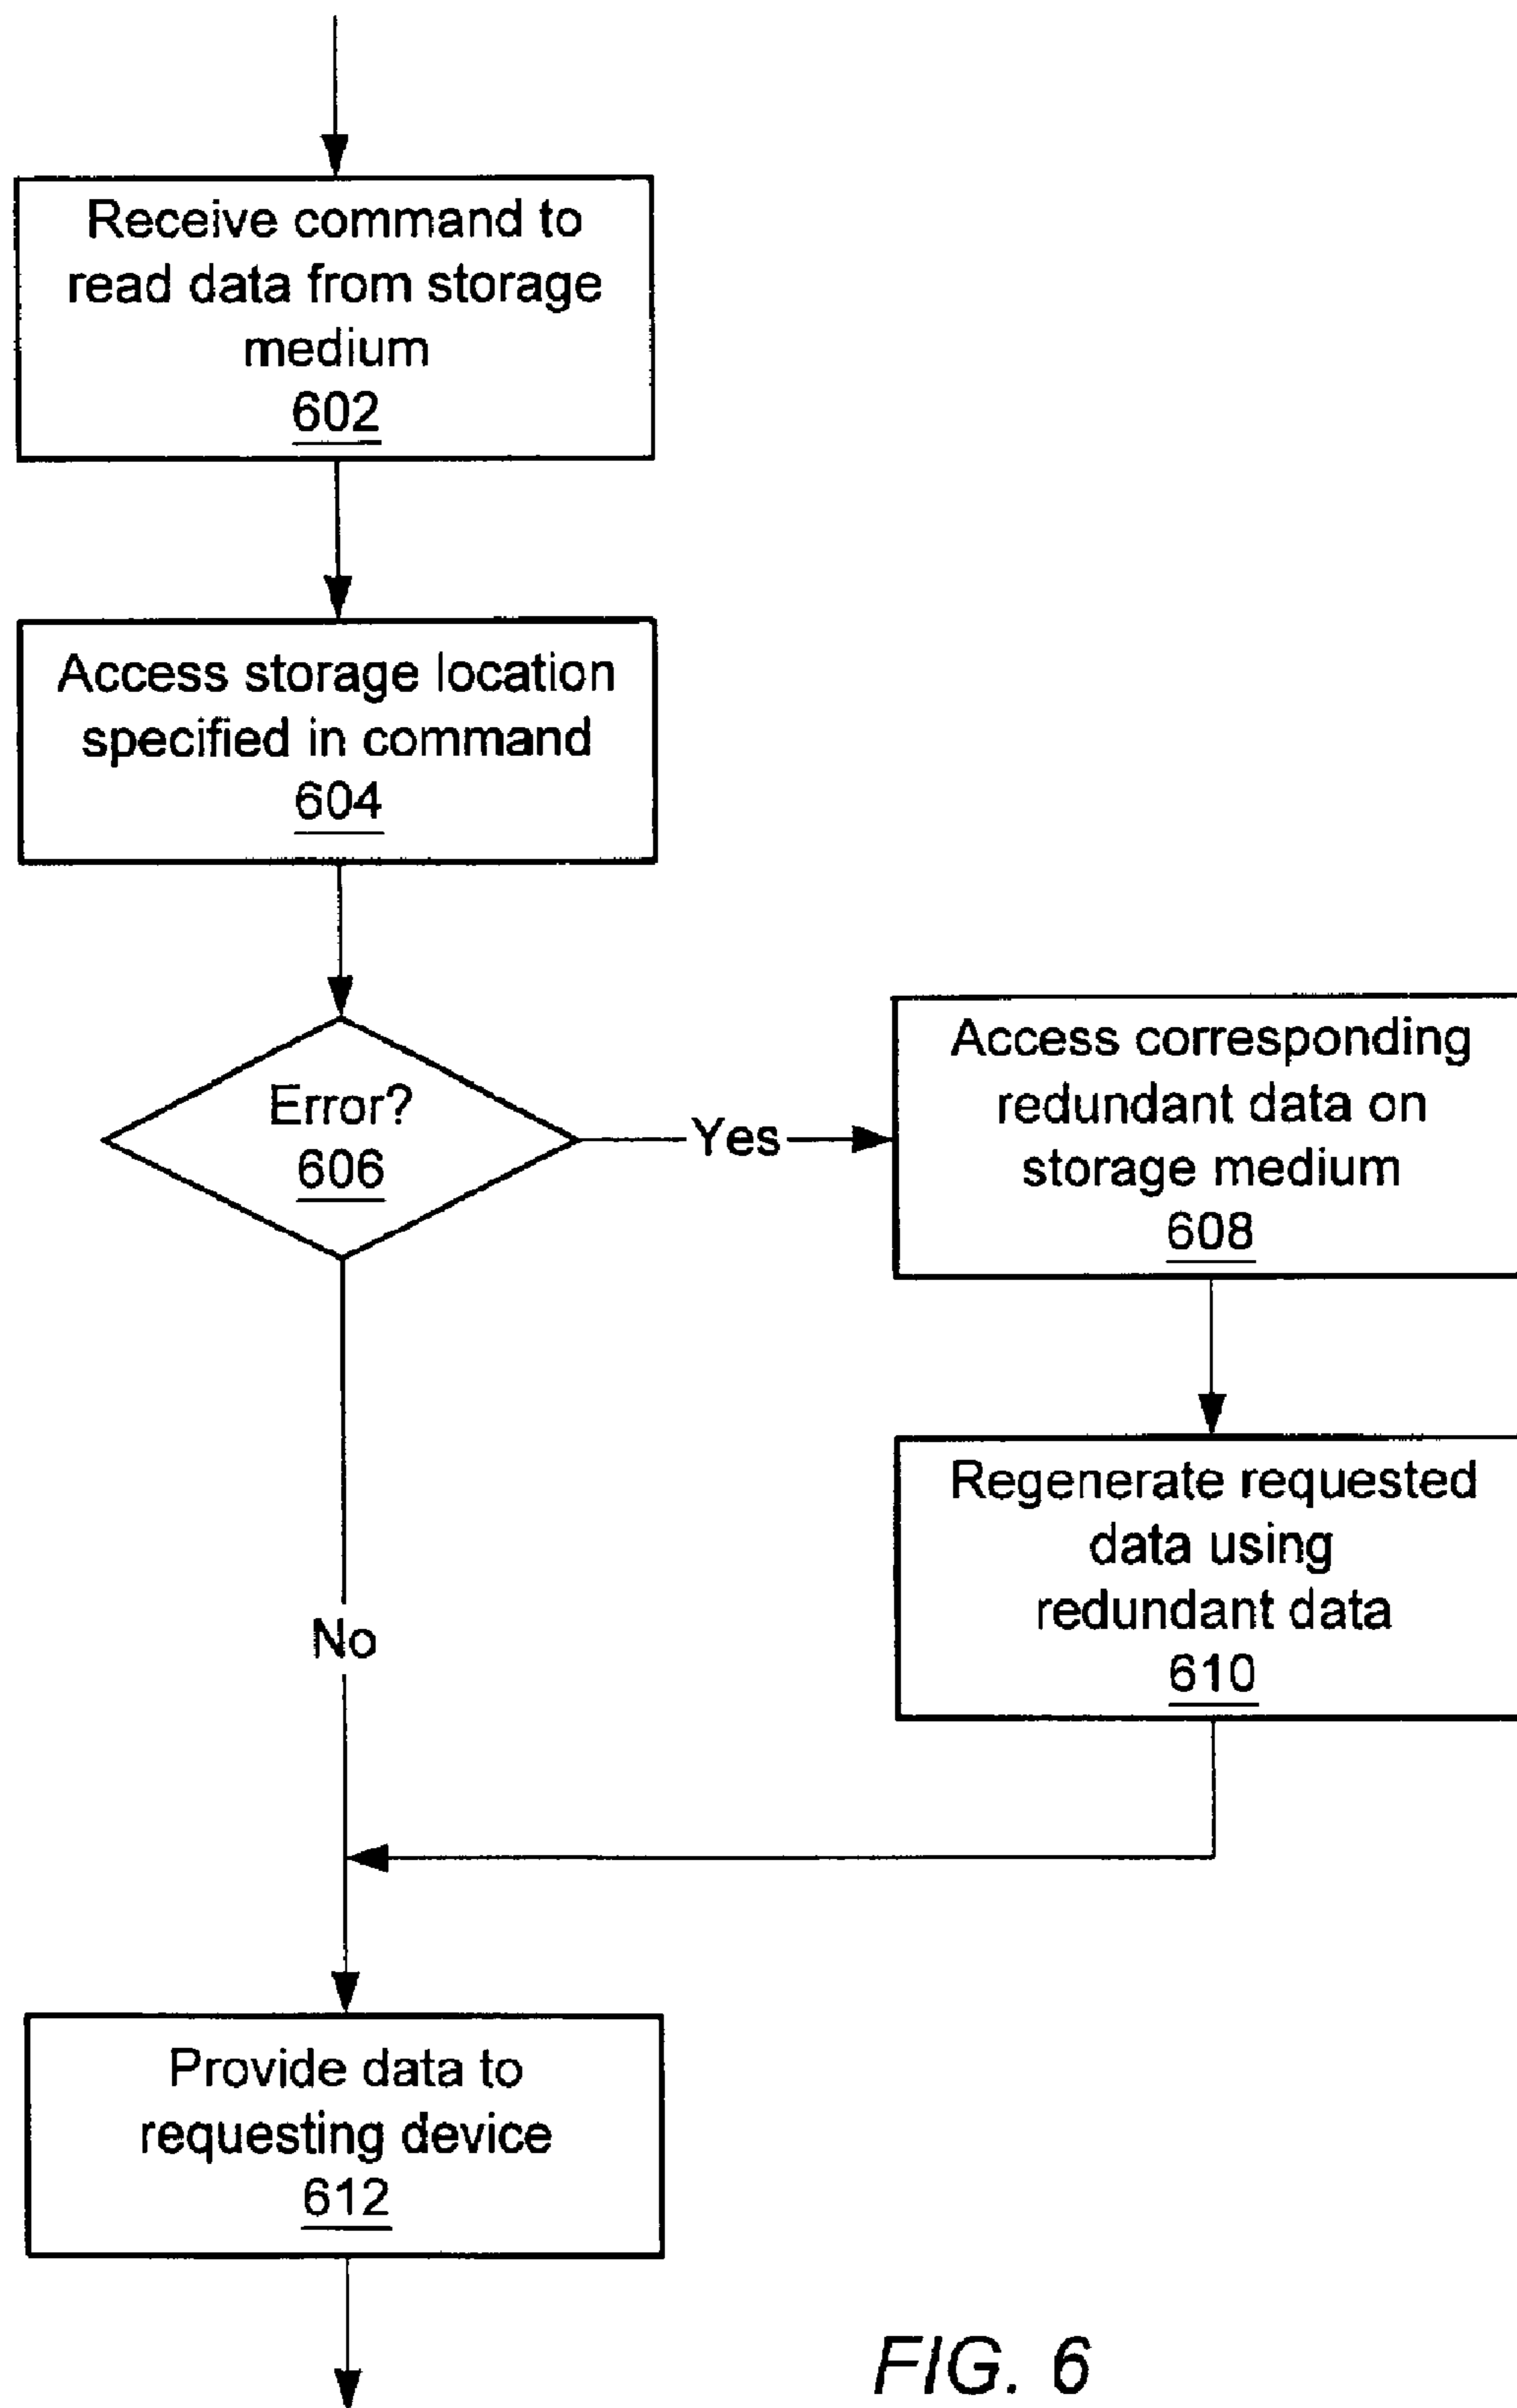 Receive command to
read data from storage
medium
602
Access storage location
specified in command
604
Error?
606
Yes
Access corresponding
redundant data on
storage medium
608
Regenerate requested
data using
redundant data
610
No
Provide data to
requesting device
612
FIG. 6